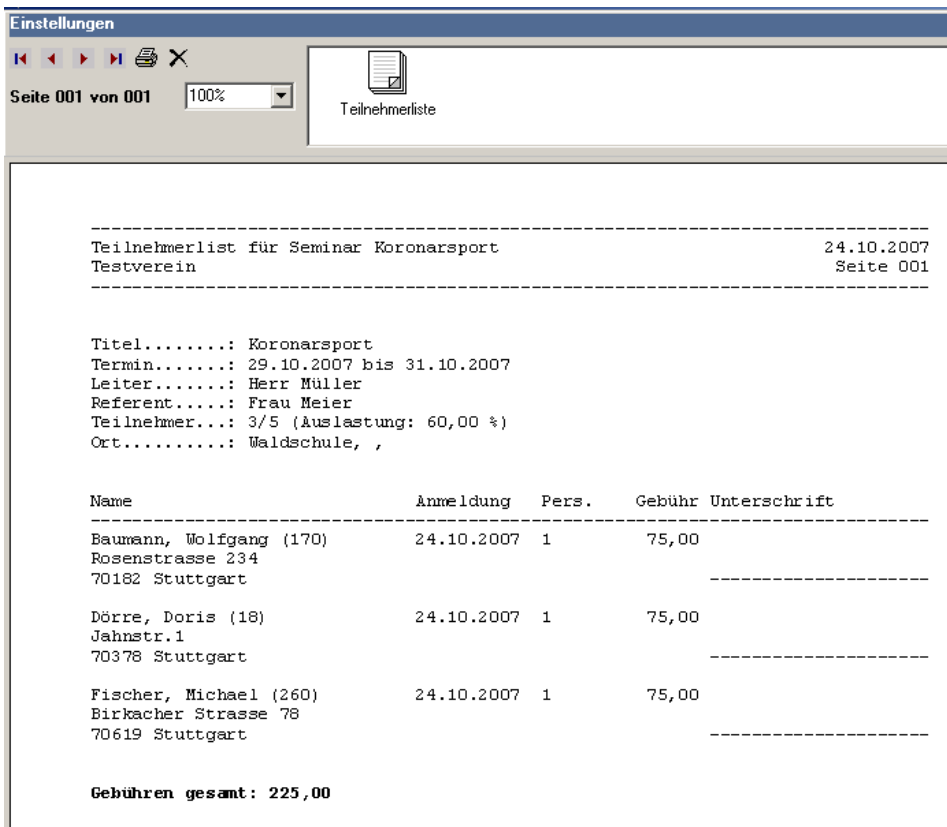 Einstellungen
Seite 001 von 001 100%
Teilnehmerliste
--------------------------------------------------------------------------------
Teilnehmerlist für Seminar Koronarsport 24.10.2007
Testverein Seite 001
--------------------------------------------------------------------------------
Titel........: Koronarsport
Termin.......: 29.10.2007 bis 31.10.2007
Leiter.......: Herr Müller
Referent.....: Frau Meier
Teilnehmer...: 3/5 (Auslastung: 60,00 %)
Ort..........: Waldschule, ,
Name Anmeldung Pers. Gebühr Unterschrift
--------------------------------------------------------------------------------
Baumann, Wolfgang (170) 24.10.2007 1 75,00
Rosenstrasse 234
70182 Stuttgart ---------------------
Dörre, Doris (18) 24.10.2007 1 75,00
Jahnstr.1
70378 Stuttgart ---------------------
Fischer, Michael (260) 24.10.2007 1 75,00
Birkacher Strasse 78
70619 Stuttgart ---------------------
Gebühren gesamt: 225,00